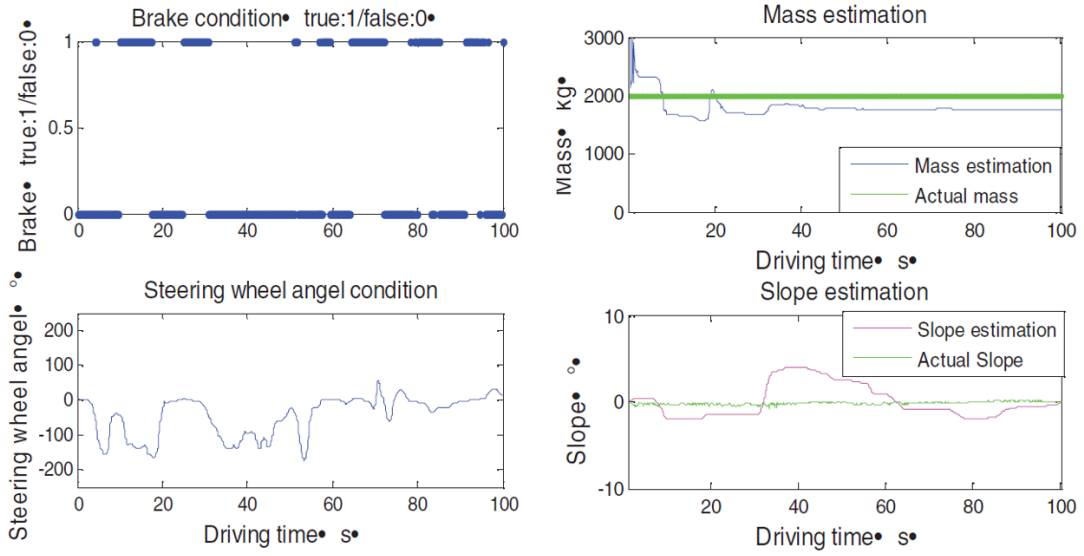 Brake condition• true:1/false:0•
Brake• true:1/false:0•
1
0.5
0
0 20 40 60 80 100
Mass estimation
Mass• Kg•
3000
2000
1000
0
Mass estimation
Actual mass
20 40 60 80 100
Driving time• s•
Steering wheel angel condition
Steering wheel angel• °•
200
100
0
-100
-200
0 20 40 60 80 100
Driving time• s•
Slope estimation
Slope• °•
10
0
-10
Slope estimation
Actual Slope
20 40 60 80 100
Driving time• s•